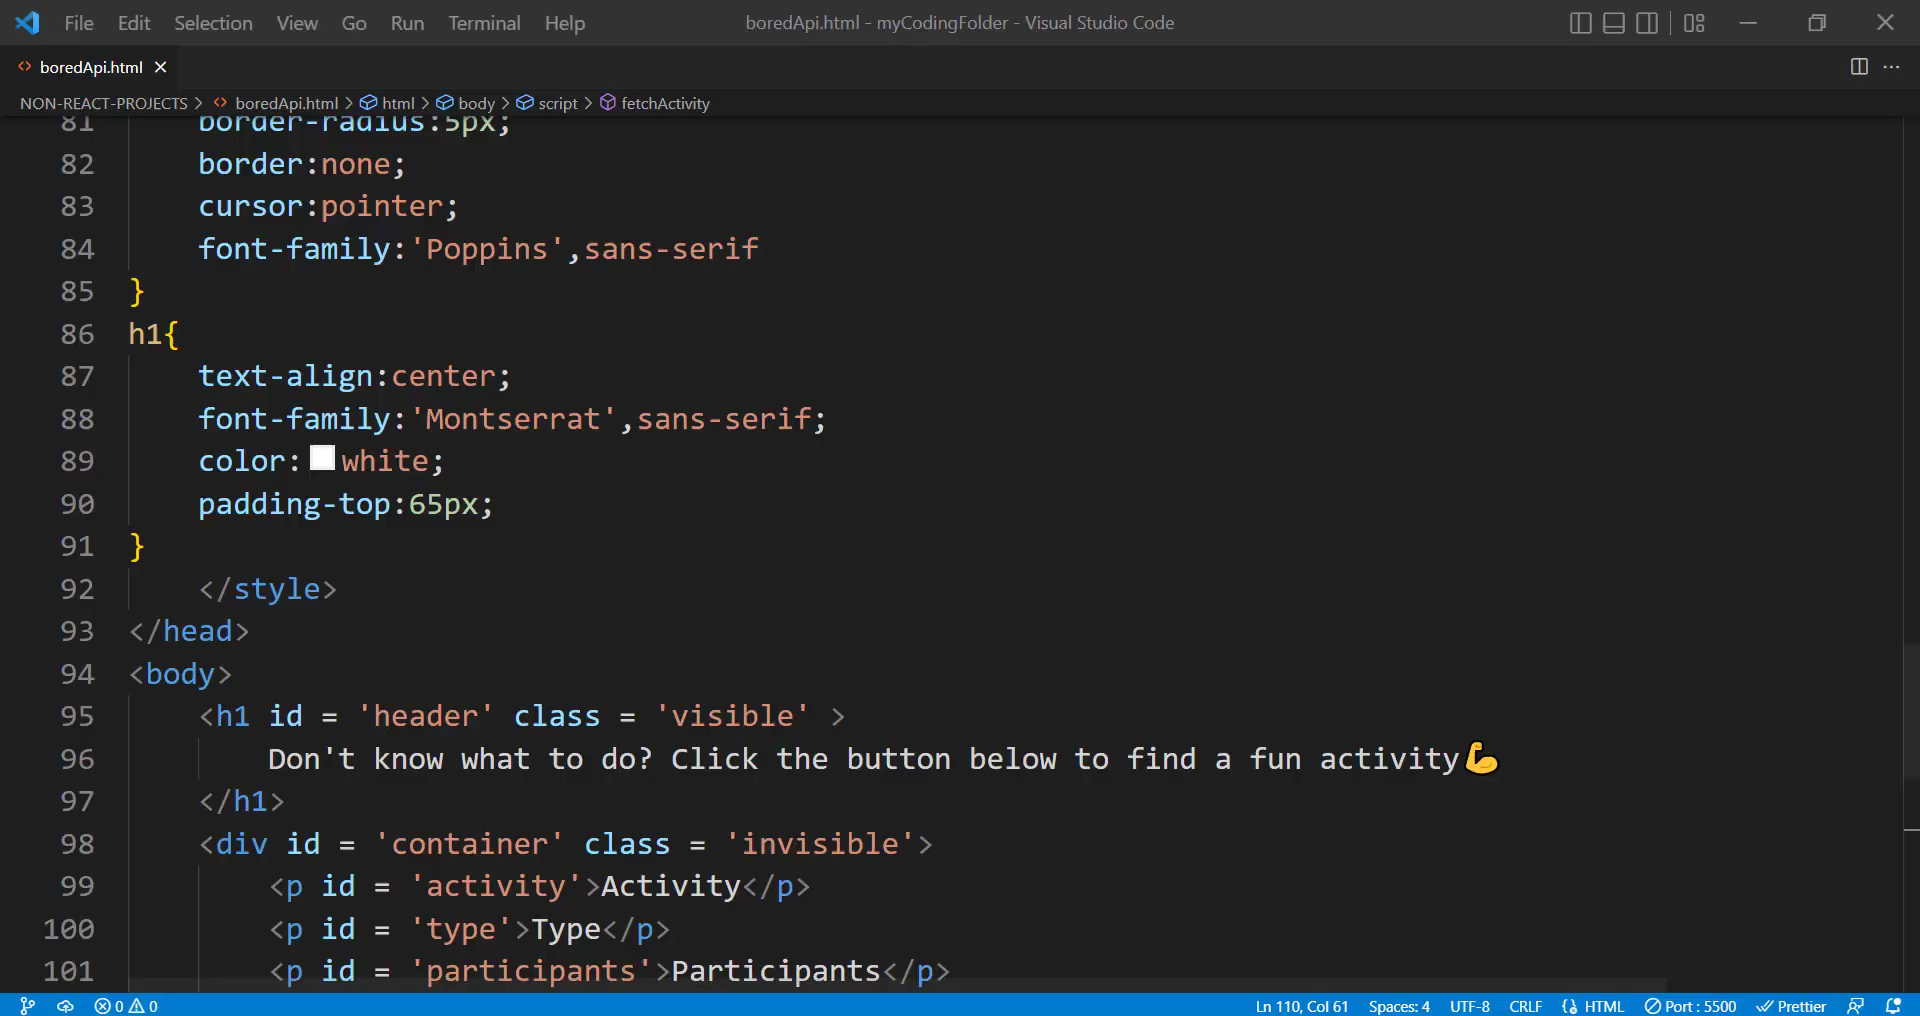 File Edit Selection View Go Run Terminal Help boredApi.html - myCodingFolder - Visual Studio Code
boredApi.html
NON-REACT-PROJECTS > boredApi.html > html > body > script > fetchActivity
81 border-radius:5px;
82 border:none;
83 cursor:pointer;
84 font-family:'Poppins',sans-serif
85 }
86 h1{
87 text-align:center;
88 font-family:'Montserrat',sans-serif;
89 color:white;
90 padding-top:65px;
91 }
92 </style>
93 </head>
94 <body>
95 <h1 id = 'header' class = 'visible' >
96 Don't know what to do? Click the button below to find a fun activity💪
97 </h1>
98 <div id = 'container' class = 'invisible'>
99 <p id = 'activity'>Activity</p>
100 <p id = 'type'>Type</p>
101 <p id = 'participants'>Participants</p>
0 0 Ln 110, Col 61 Spaces: 4 UTF-8 CRLF HTML Port : 5500 Prettier